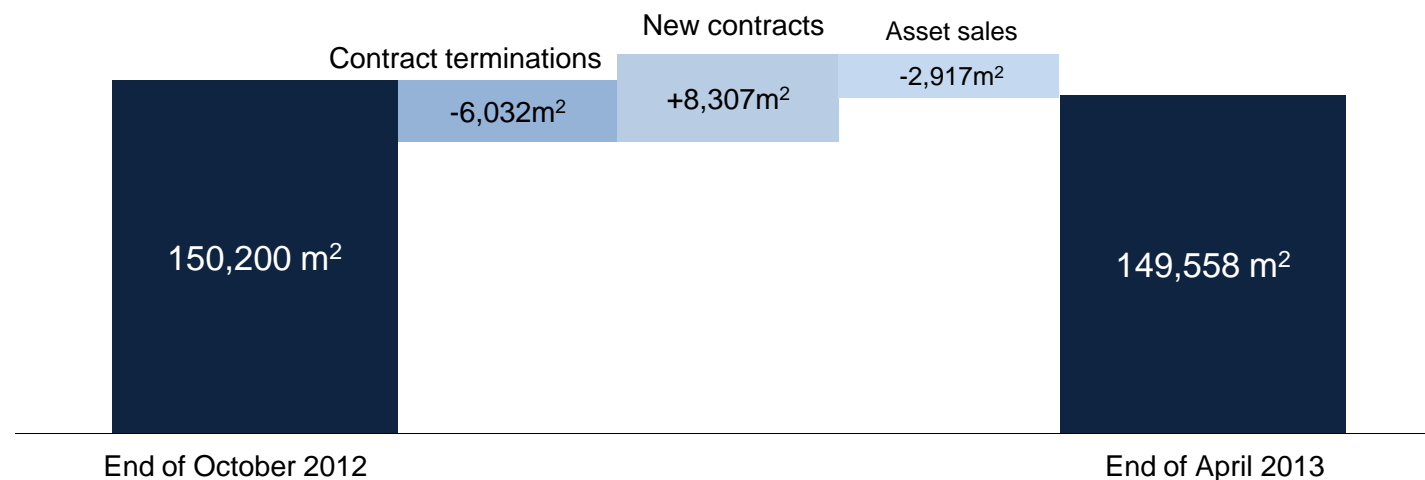 New contracts
Asset sales
Contract terminations
-2,917m²
-6,032m²
+8,307m²
150,200 m²
149,558 m²
End of October 2012
End of April 2013